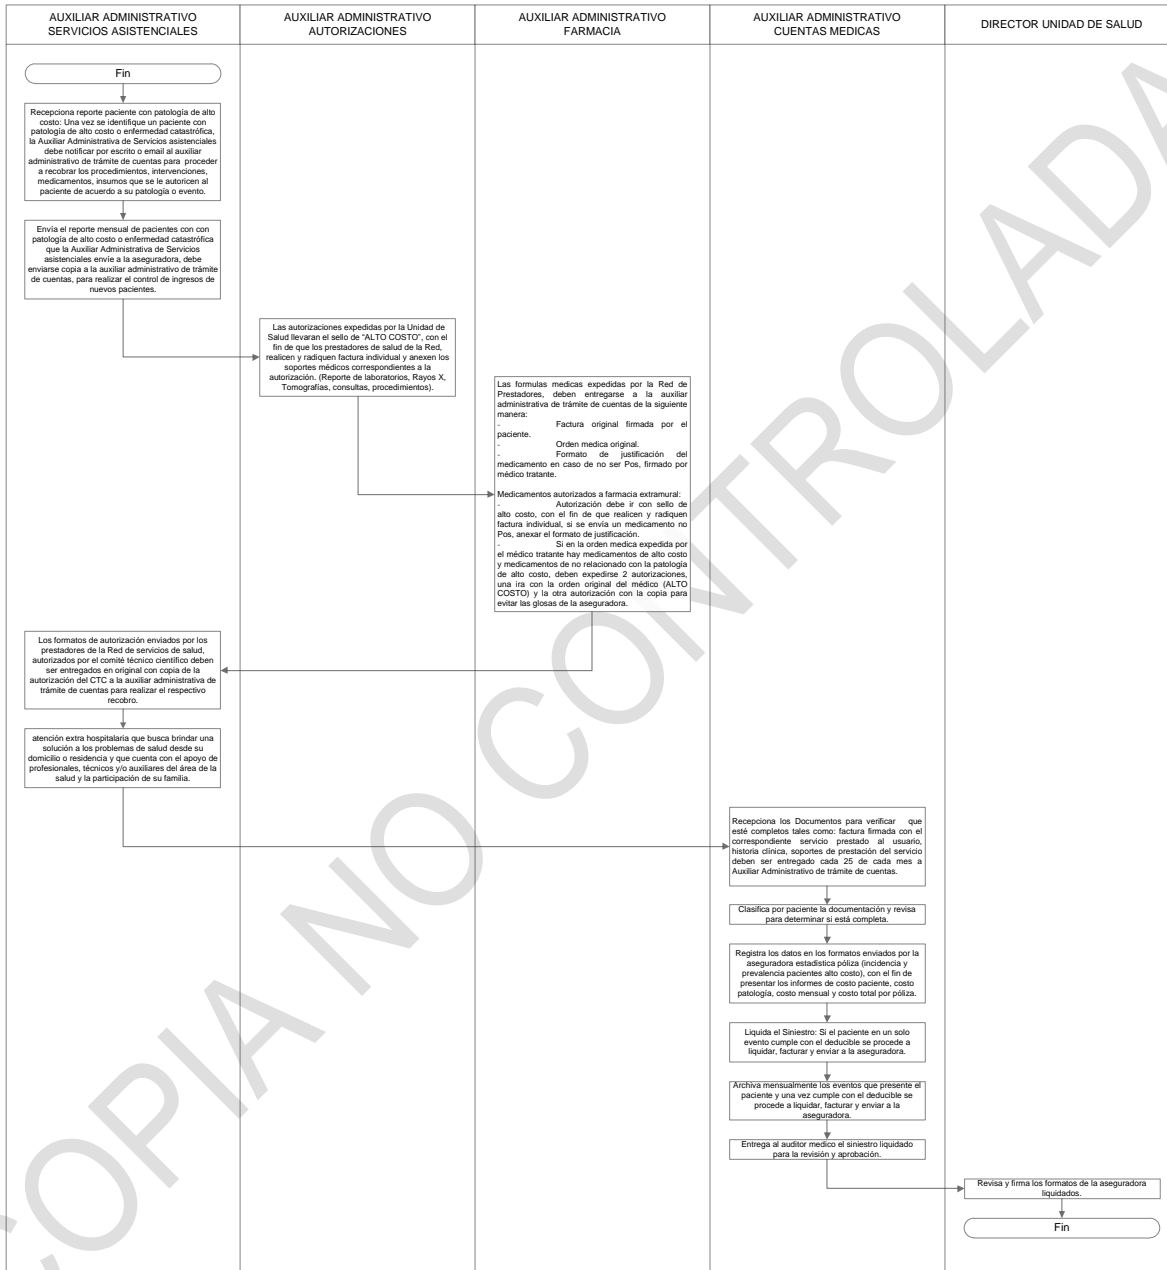 AUXILIAR ADMINISTRATIVO
SERVICIOS ASISTENCIALES
AUXILIAR ADMINISTRATIVO
AUTORIZACIONES
AUXILIAR ADMINISTRATIVO
FARMACIA
AUXILIAR ADMINISTRATIVO
CUENTAS MEDICAS
DIRECTOR UNIDAD DE SALUD
Fin
Recepciona reporte paciente con patología de alto
costo: Una vez se identifique un paciente con
patología de alto costo o enfermedad catastrófica,
la Auxiliar Administrativa de Servicios asistenciales
debe notificar por escrito o email al auxiliar
administrativo de trámite de cuentas para proceder
a recobrar los procedimientos, intervenciones,
medicamentos, insumos que se le autoricen al
paciente de acuerdo a su patología o evento.
Envía el reporte mensual de pacientes con con
patología de alto costo o enfermedad catastrófica
que la Auxiliar Administrativa de Servicios
asistenciales envíe a la aseguradora, debe
enviarse copia a la auxiliar administrativo de trámite
de cuentas, para realizar el control de ingresos de
nuevos pacientes.
Las autorizaciones expedidas por la Unidad de
Salud llevaran el sello de "ALTO COSTO", con el
fin de que los prestadores de salud de la Red,
realicen y radiquen factura individual y anexen los
soportes médicos correspondientes a la
autorización. (Reporte de laboratorios, Rayos X,
Tomografías, consultas, procedimientos).
Las formulas medicas expedidas por la Red de
Prestadores, deben entregarse a la auxiliar
administrativa de trámite de cuentas de la siguiente
manera:
- Factura original firmada por el
paciente.
- Orden medica original.
- Formato de justificación del
medicamento en caso de no ser Pos, firmado por
médico tratante.
Medicamentos autorizados a farmacia extramural:
- Autorización debe ir con sello de
alto costo, con el fin de que realicen y radiquen
factura individual, si se envía un medicamento no
Pos, anexar el formato de justificación.
- Si en la orden medica expedida por
el médico tratante hay medicamentos de alto costo
y medicamentos de no relacionado con la patología
de alto costo, deben expedirse 2 autorizaciones,
una ira con la orden original del médico (ALTO
COSTO) y la otra autorización con la copia para
evitar las glosas de la aseguradora.
Los formatos de autorización enviados por los
prestadores de la Red de servicios de salud,
autorizados por el comité técnico científico deben
ser entregados en original con copia de la
autorización del CTC a la auxiliar administrativa de
trámite de cuentas para realizar el respectivo
recobro.
atención extra hospitalaria que busca brindar una
solución a los problemas de salud desde su
domicilio o residencia y que cuenta con el apoyo de
profesionales, técnicos y/o auxiliares del área de la
salud y la participación de su familia.
Recepciona los Documentos para verificar que
esté completos tales como: factura firmada con el
correspondiente servicio prestado al usuario,
historia clínica, soportes de prestación del servicio
deben ser entregado cada 25 de cada mes a
Auxiliar Administrativo de trámite de cuentas.
Clasifica por paciente la documentación y revisa
para determinar si está completa.
Registra los datos en los formatos enviados por la
aseguradora estadística póliza (incidencia y
prevalencia pacientes alto costo), con el fin de
presentar los informes de costo paciente, costo
patología, costo mensual y costo total por póliza.
Liquida el Siniestro: Si el paciente en un solo
evento cumple con el deducible se procede a
liquidar, facturar y enviar a la aseguradora.
Archiva mensualmente los eventos que presente el
paciente y una vez cumple con el deducible se
procede a liquidar, facturar y enviar a la
aseguradora.
Entrega al auditor medico el siniestro liquidado
para la revisión y aprobación.
Revisa y firma los formatos de la aseguradora
liquidados.
Fin
COPIA NO CONTROLADA